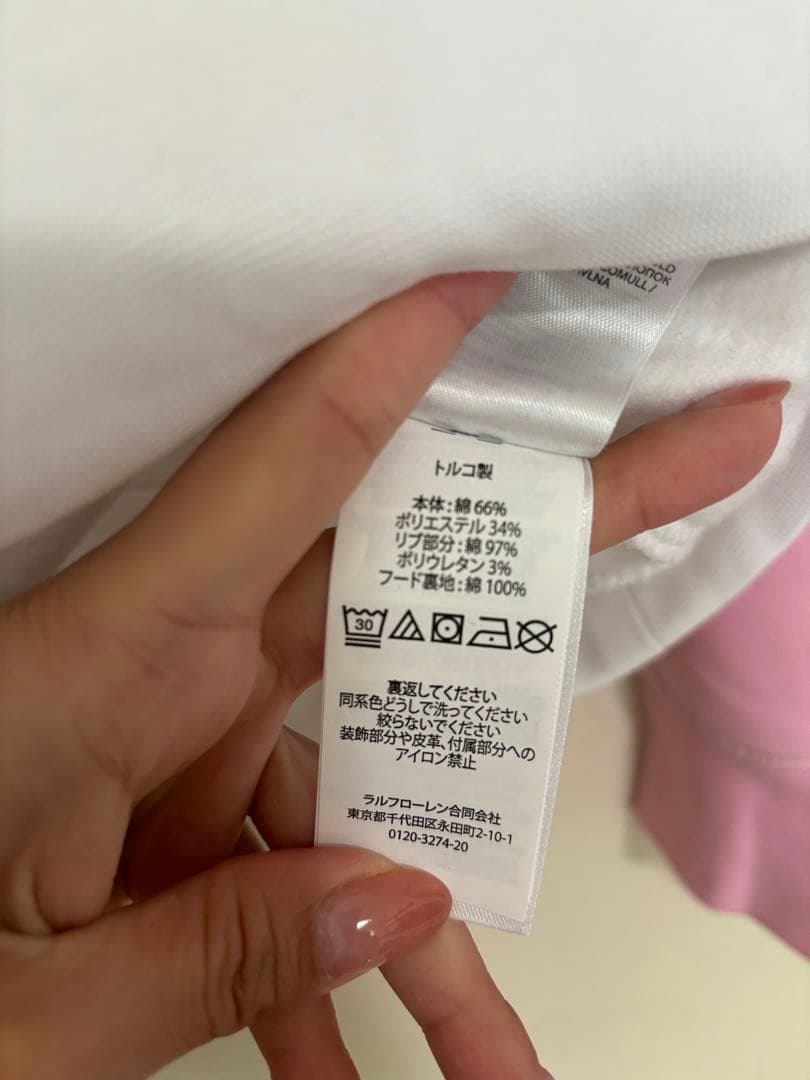 LD
ПОК
COMULL /
VLNA
トルコ製
本体 : 綿 66%
ポリエステル 34%
リブ部分 : 綿 97%
ポリウレタン 3%
フード裏地 : 綿 100%
30
裏返してください
同系色どうしで洗ってください
絞らないでください
装飾部分や皮革、付属部分への
アイロン禁止
ラルフローレン合同会社
東京都千代田区永田町2-10-1
0120-3274-20